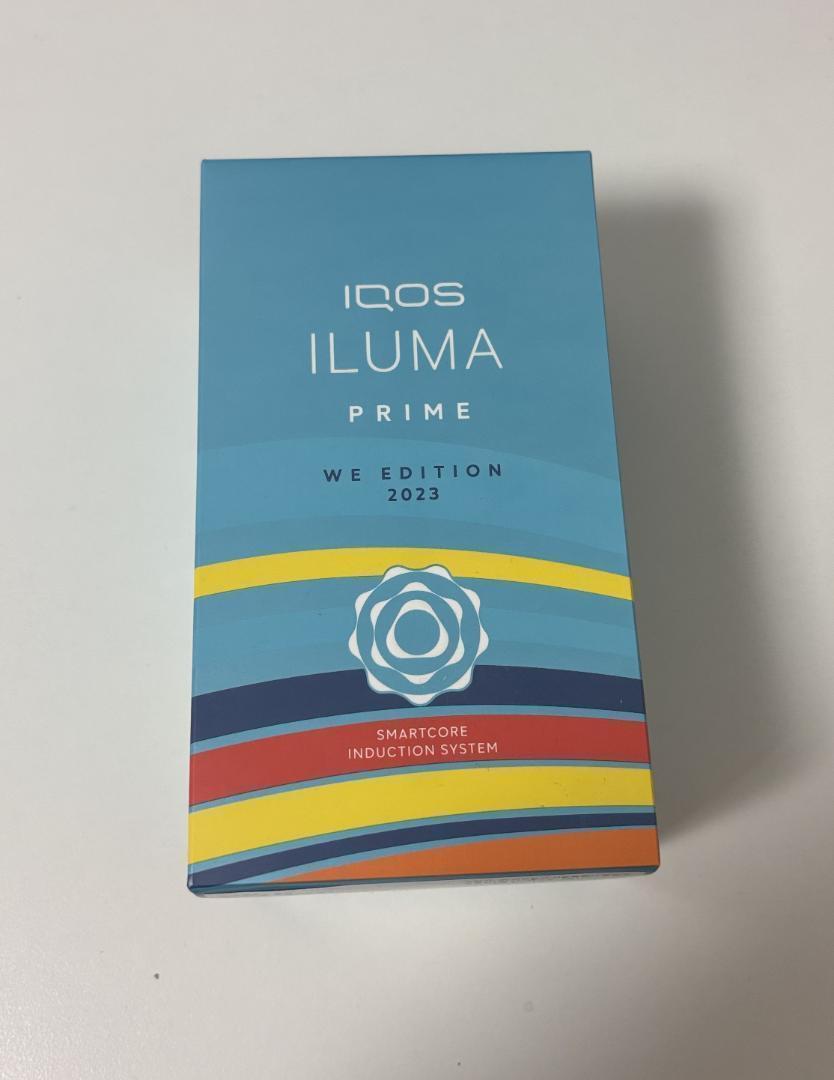 IQOS
ILUMA
PRIME
WE EDITION
2023
SMARTCORE
INDUCTION SYSTEM